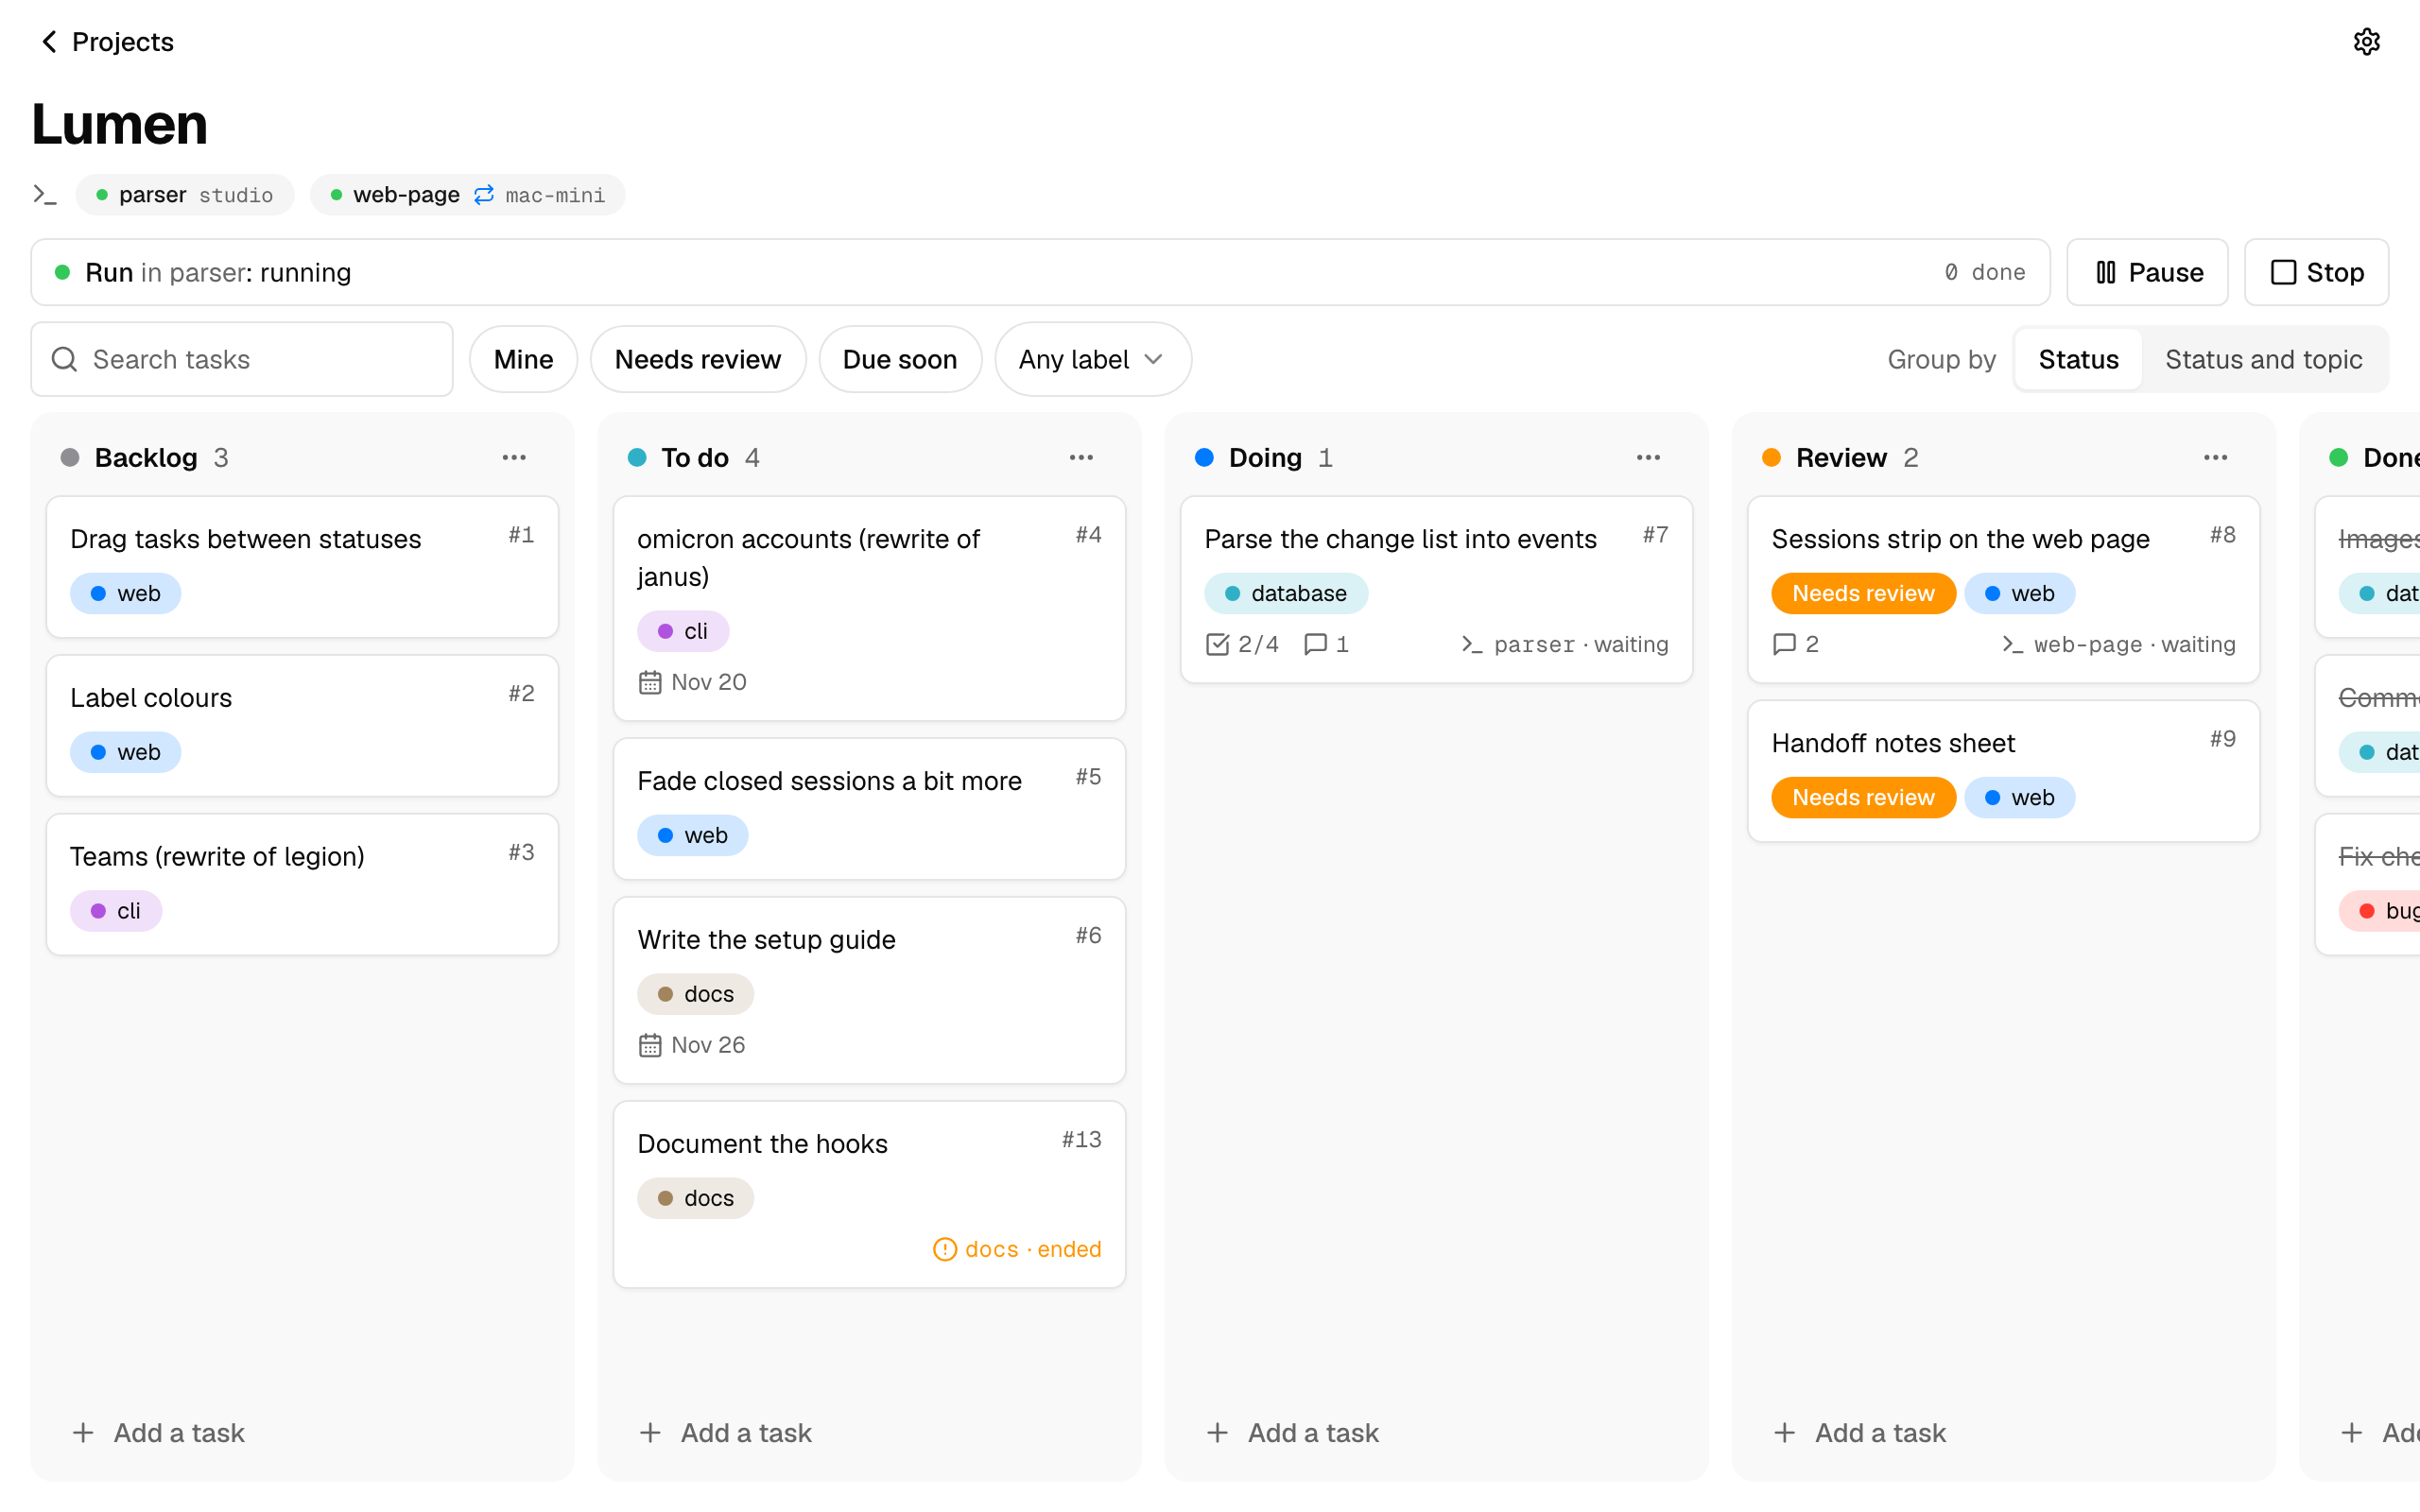 Projects
Lumen
parser studio
web-page mac-mini
Run in parser: running
0 done
Pause
Stop
Search tasks
Mine
Needs review
Due soon
Any label
Group by
Status
Status and topic
Backlog 3
Drag tasks between statuses #1
web
Label colours #2
web
Teams (rewrite of legion) #3
cli
Add a task
To do 4
omicron accounts (rewrite of #4
janus)
cli
Nov 20
Fade closed sessions a bit more #5
web
Write the setup guide #6
docs
Nov 26
Document the hooks #13
docs
docs · ended
Add a task
Doing 1
Parse the change list into events #7
database
2/4 1 parser · waiting
Add a task
Review 2
Sessions strip on the web page #8
Needs review web
2 web-page · waiting
Handoff notes sheet #9
Needs review web
Add a task
Done
Images
Fix